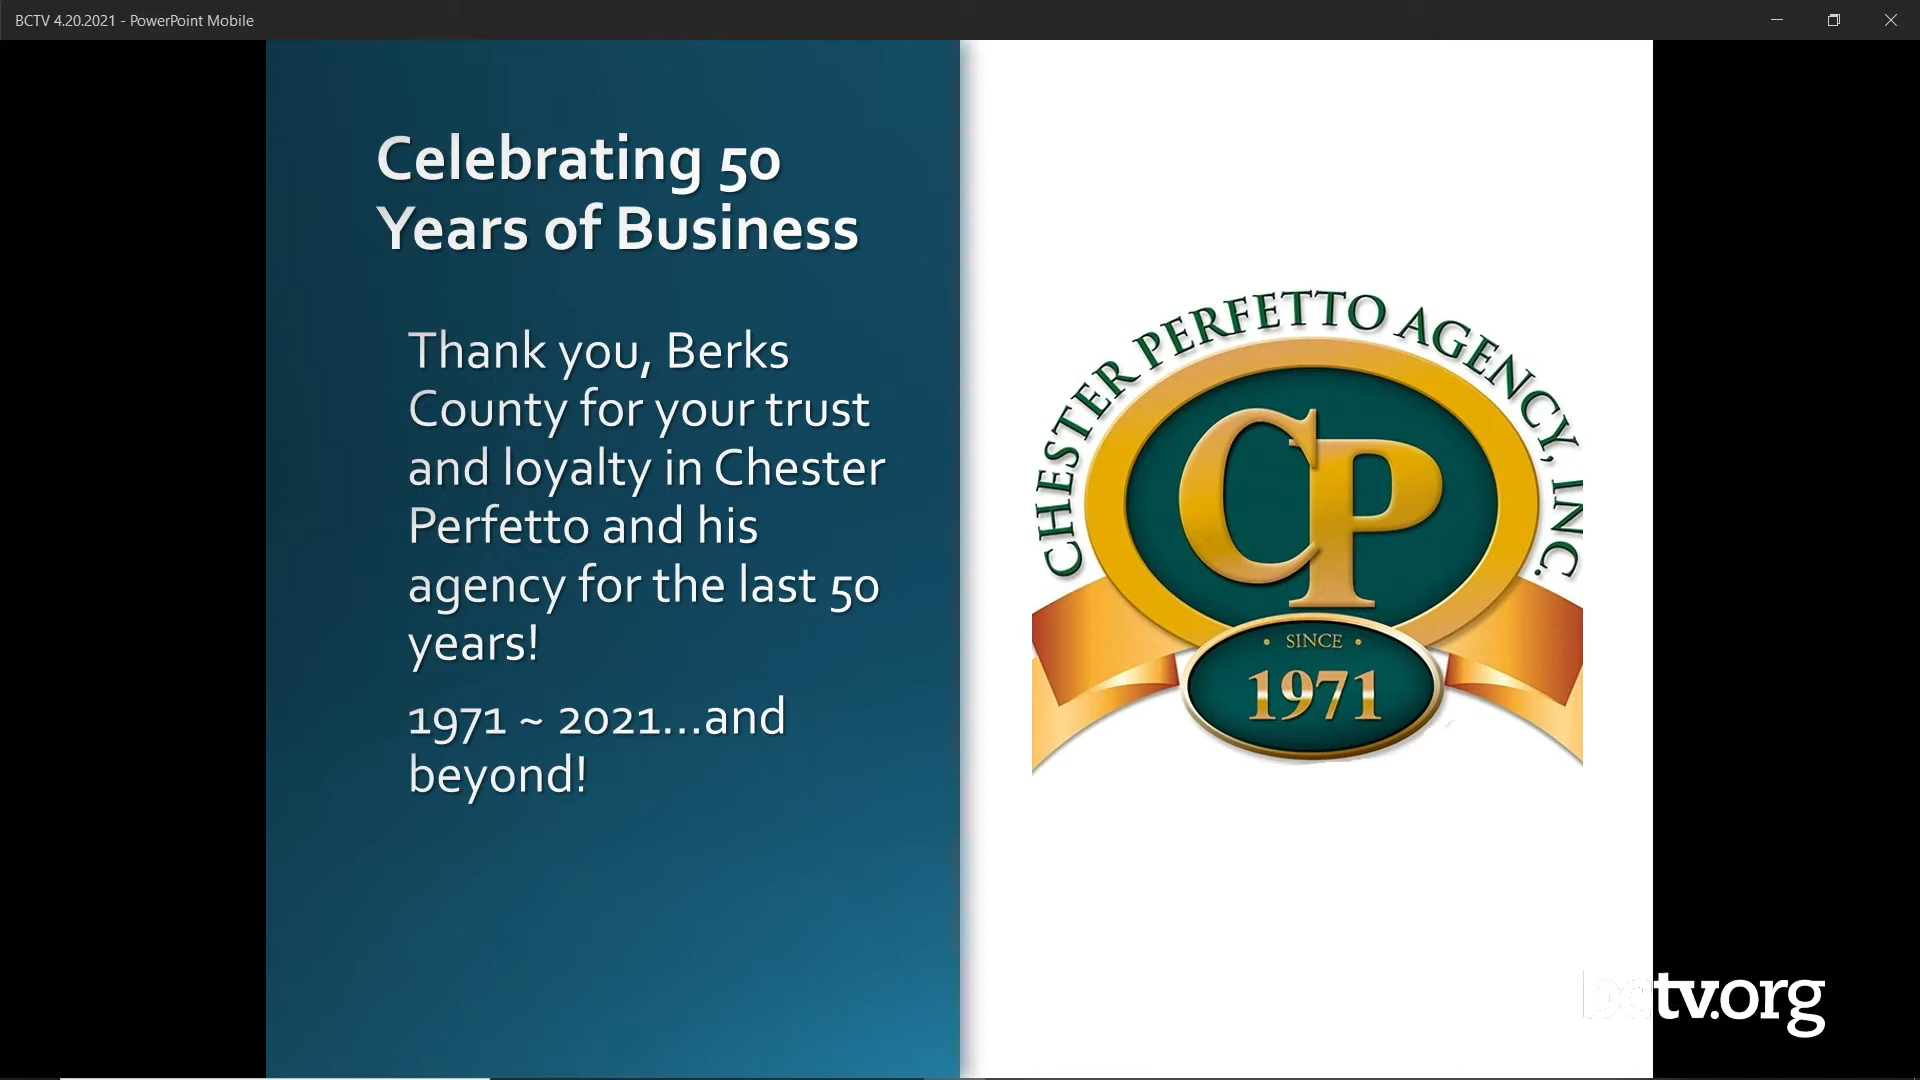 BCTV 4.20.2021 - PowerPoint Mobile
Celebrating 50
Years of Business
Thank you, Berks
County for your trust
and loyalty in Chester
Perfetto and his
agency for the last 50
years!
1971 ~ 2021...and
beyond!
CHESTER PERFETTO AGENCY, INC.
CP
• SINCE •
1971
bctv.org